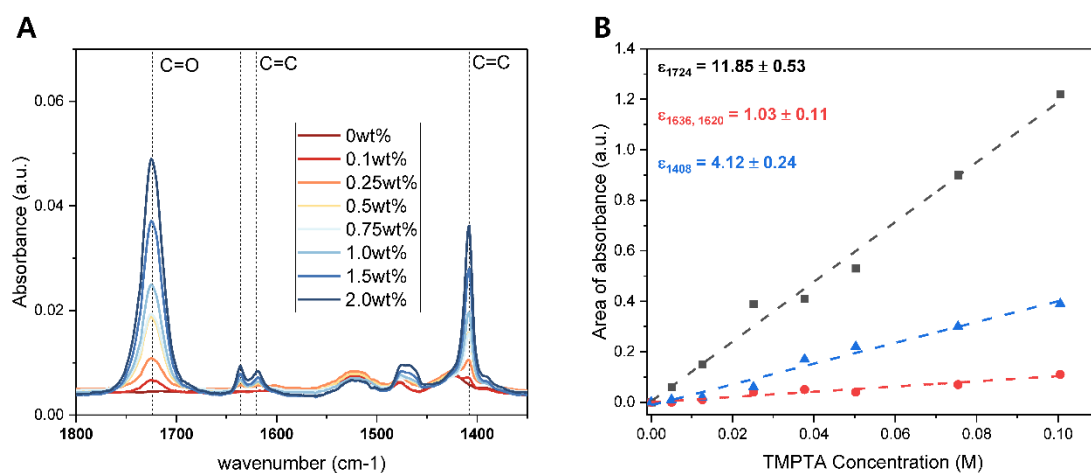 A
C=O
C=C
C=C
0wt%
0.1wt%
0.25wt%
0.5wt%
0.75wt%
1.0wt%
1.5wt%
2.0wt%
Absorbance (a.u.)
0.06
0.04
0.02
0.00
1800
1700
1600
1500
1400
wavenumber (cm-1)
B
ε1724 = 11.85 ± 0.53
ε1636, 1620 = 1.03 ± 0.11
ε1408 = 4.12 ± 0.24
Area of absorbance (a.u.)
1.4
1.2
1.0
0.8
0.6
0.4
0.2
0.0
0.00
0.02
0.04
0.06
0.08
0.10
TMPTA Concentration (M)